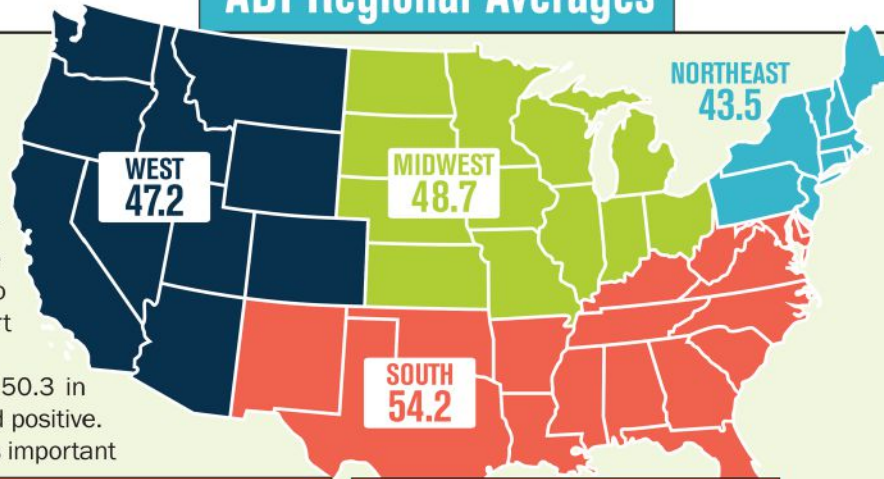 ABI Regional Averages
NORTHEAST
43.5
WEST
47.2
MIDWEST
48.7
SOUTH
54.2
50.3 in
positive.
important